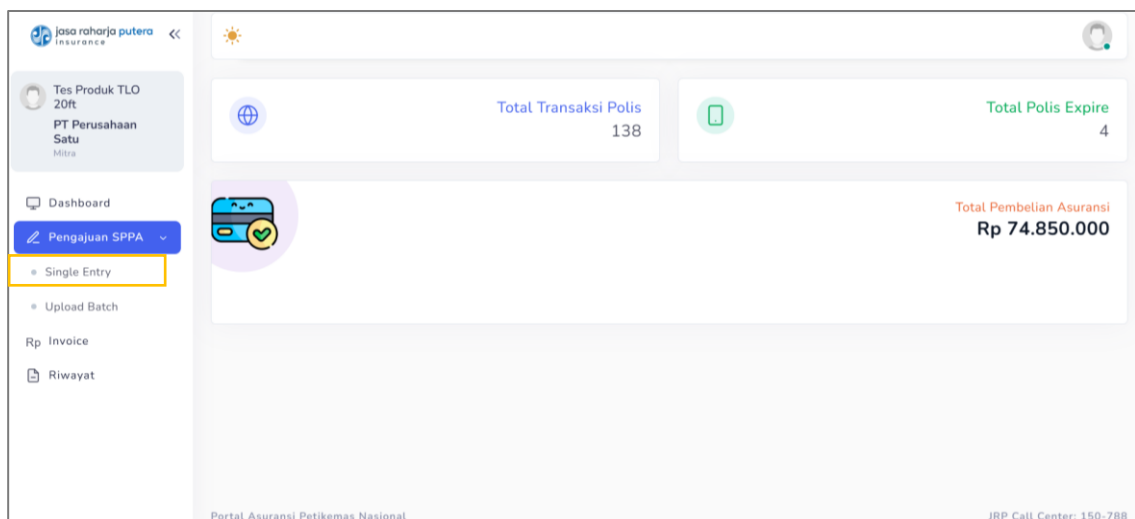 jasa raharja putera
insurance
Tes Produk TLO
20ft
PT Perusahaan
Satu
Mitra
Dashboard
Pengajuan SPPA
Single Entry
Upload Batch
Rp Invoice
Riwayat
Total Transaksi Polis
138
Total Polis Expire
4
Total Pembelian Asuransi
Rp 74.850.000
Portal Asuransi Petikemas Nasional
JRP Call Center: 150-788